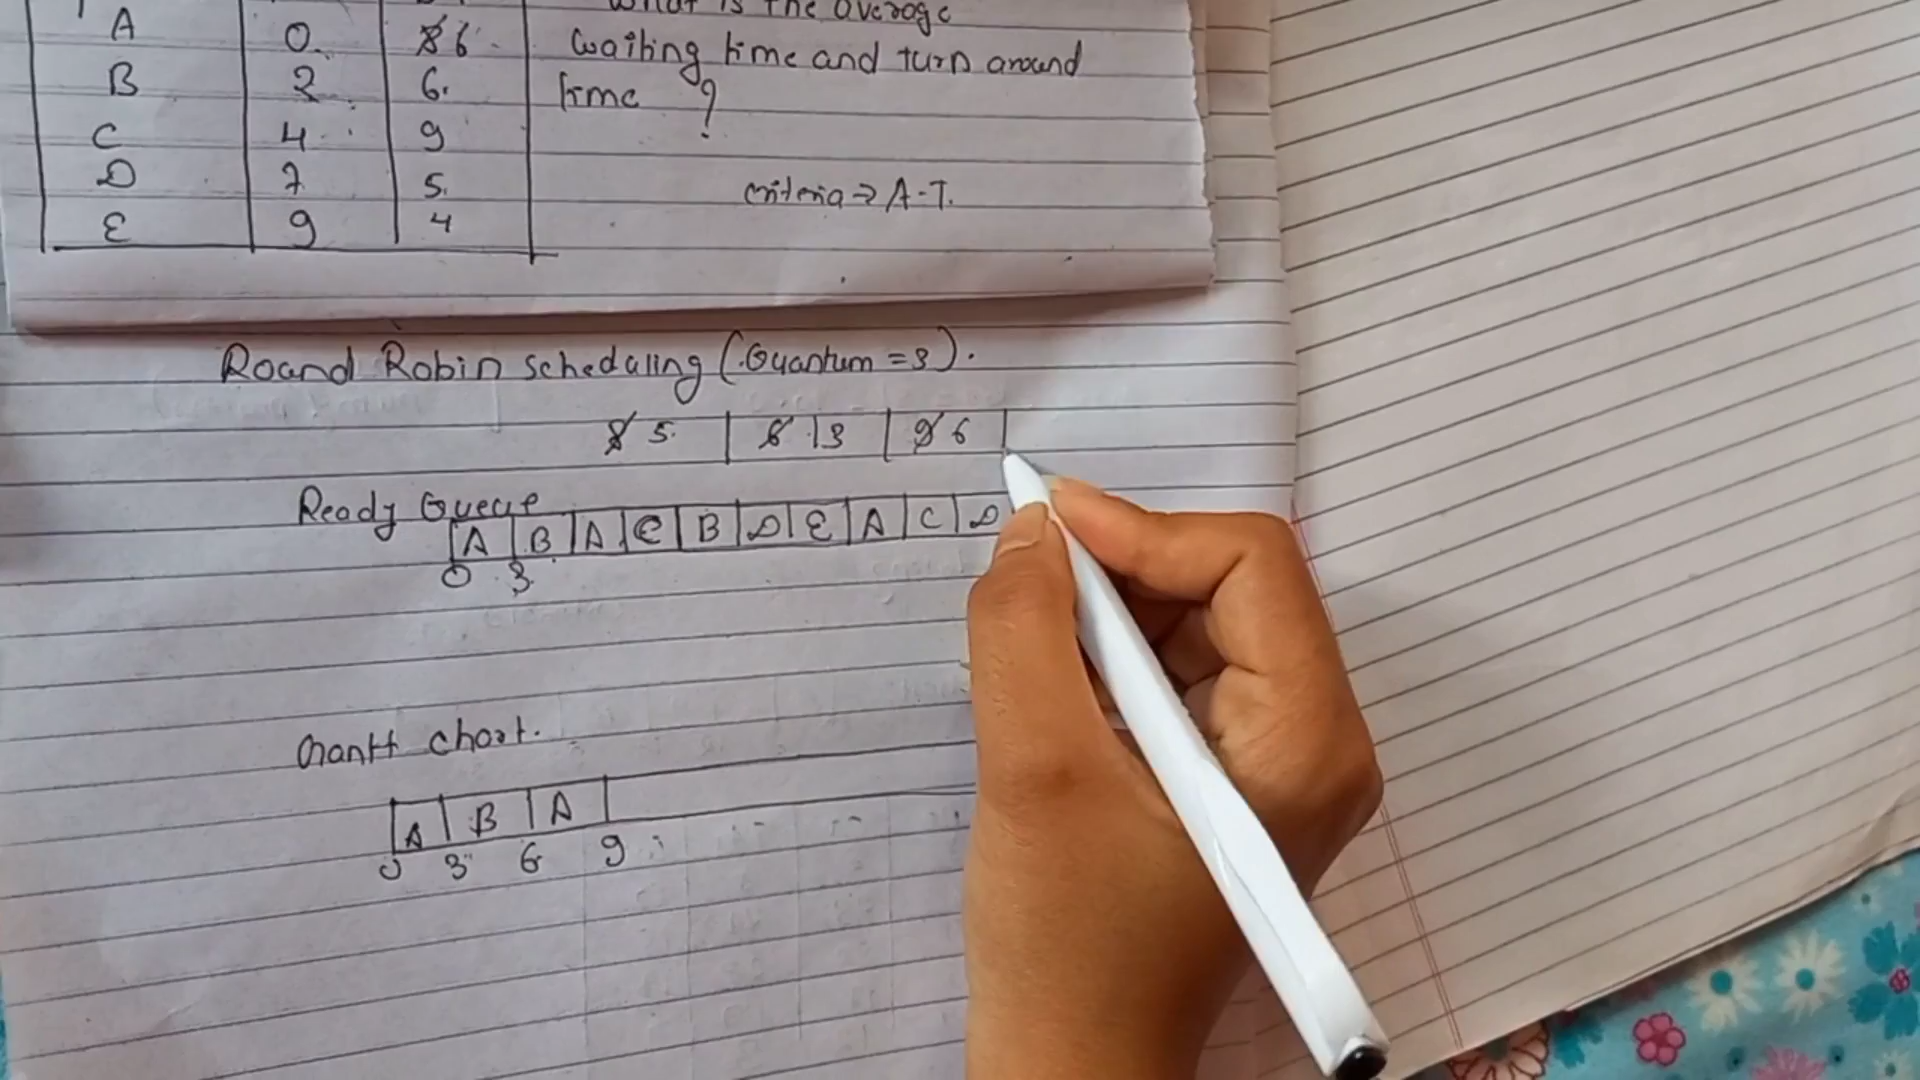 What is the average
A 0 8 6
waiting time and turn around
B 2 6
time ?
C 4 9
D 7 5
criteria → A-T.
E 9 4
Round Robin scheduling (Quantum = 3).
8 5 6 3 9 6
Ready Queue
A B A C B D E A C D
0 3
Gantt chart.
A B A
0 3 6 9